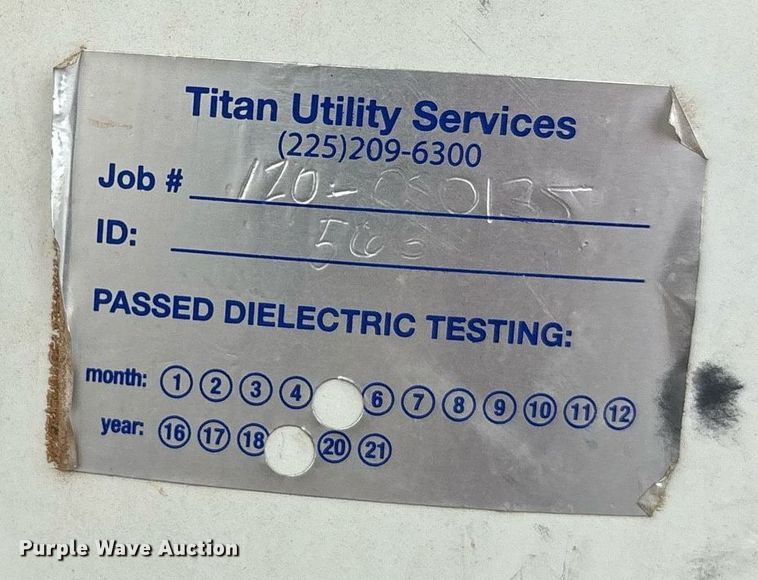 Titan Utility Services
(225)209-6300
Job #
ID:
PASSED DIELECTRIC TESTING:
month: 1 2 3 4 6 7 8 9 10 11 12
year: 16 17 18 20 21
Purple Wave Auction